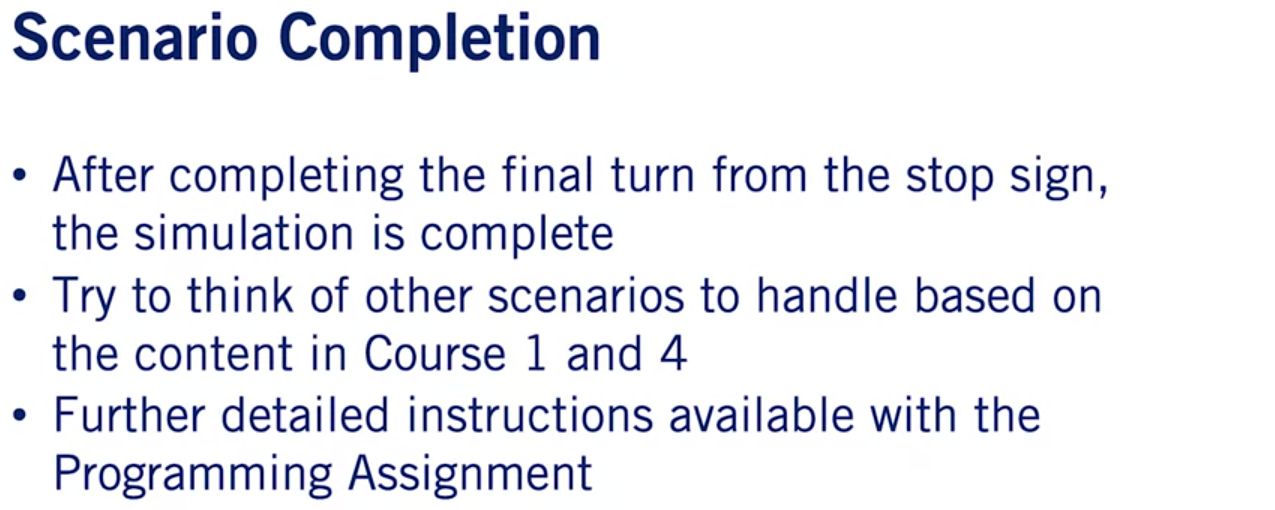 Scenario Completion
• After completing the final turn from the stop sign,
the simulation is complete
• Try to think of other scenarios to handle based on
the content in Course 1 and 4
• Further detailed instructions available with the
Programming Assignment